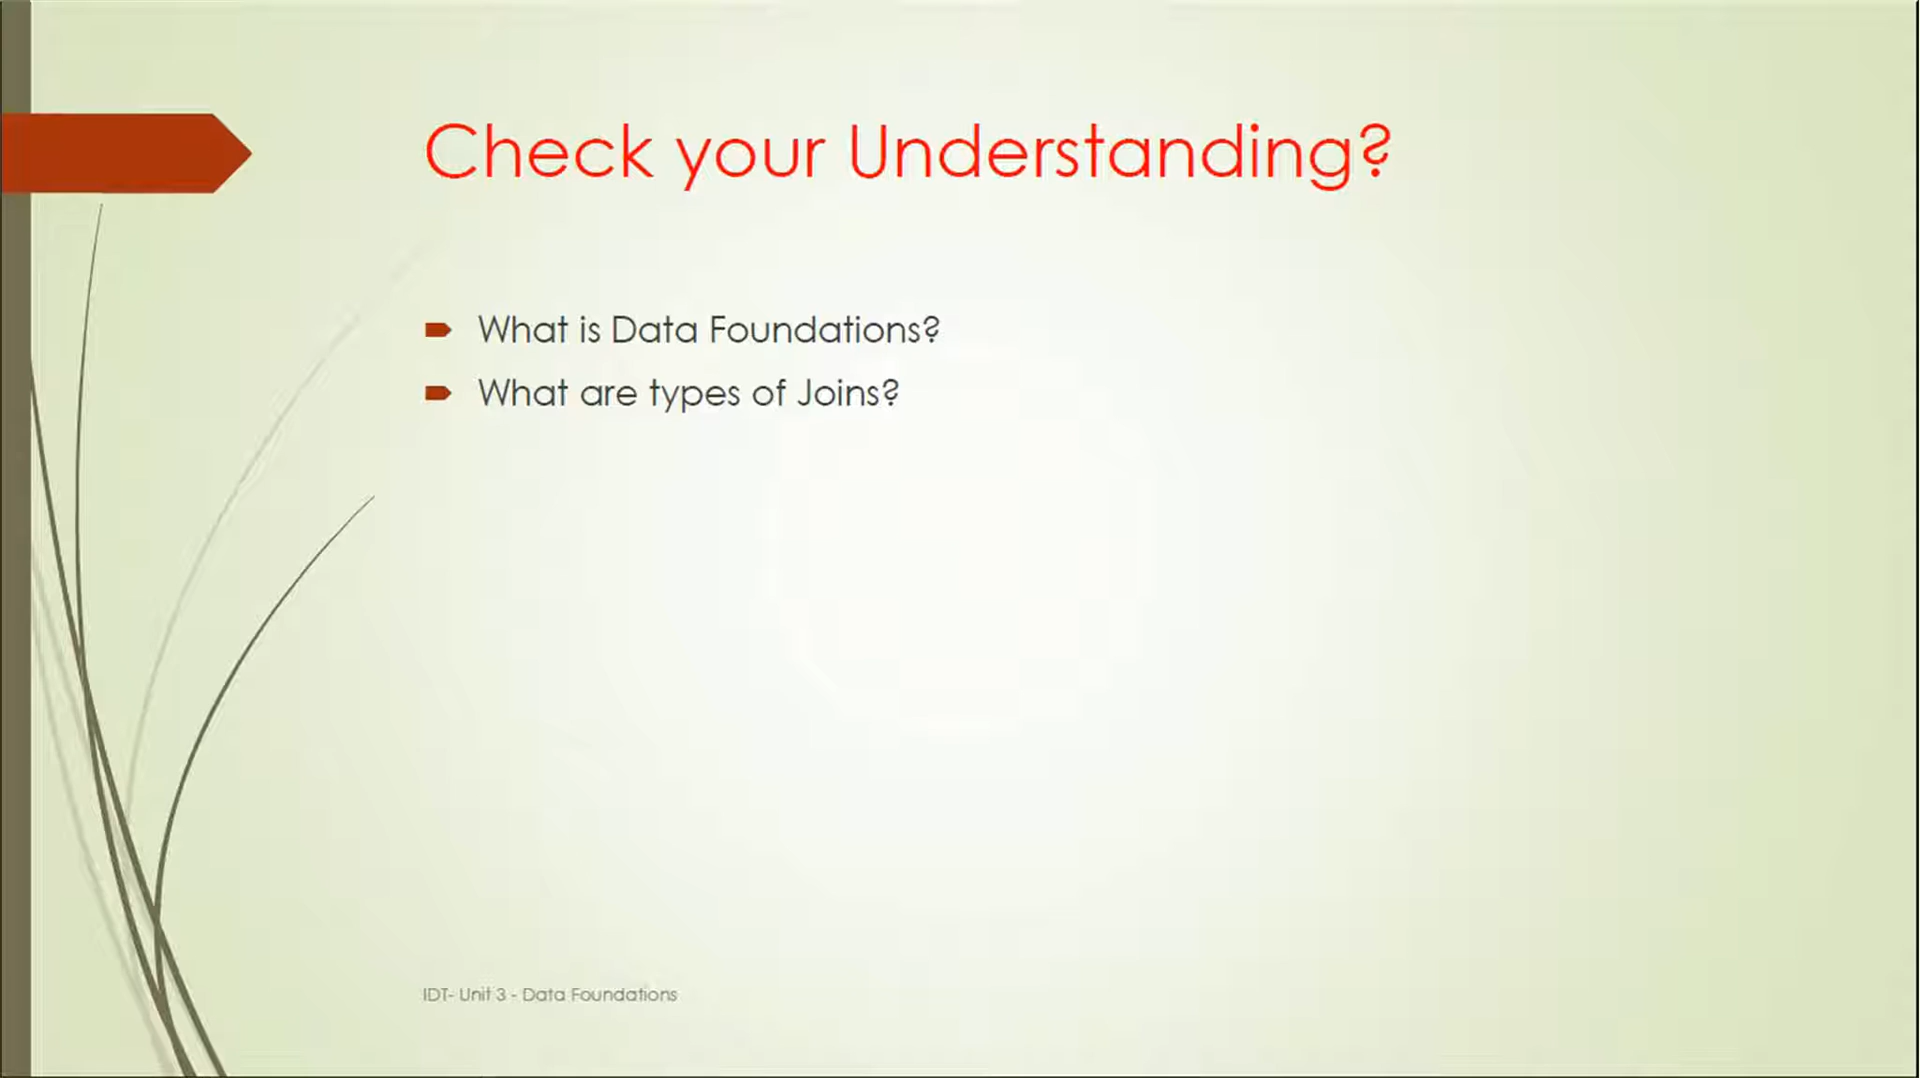 Check your Understanding?
What is Data Foundations?
What are types of Joins?
IDT- Unit 3 - Data Foundations